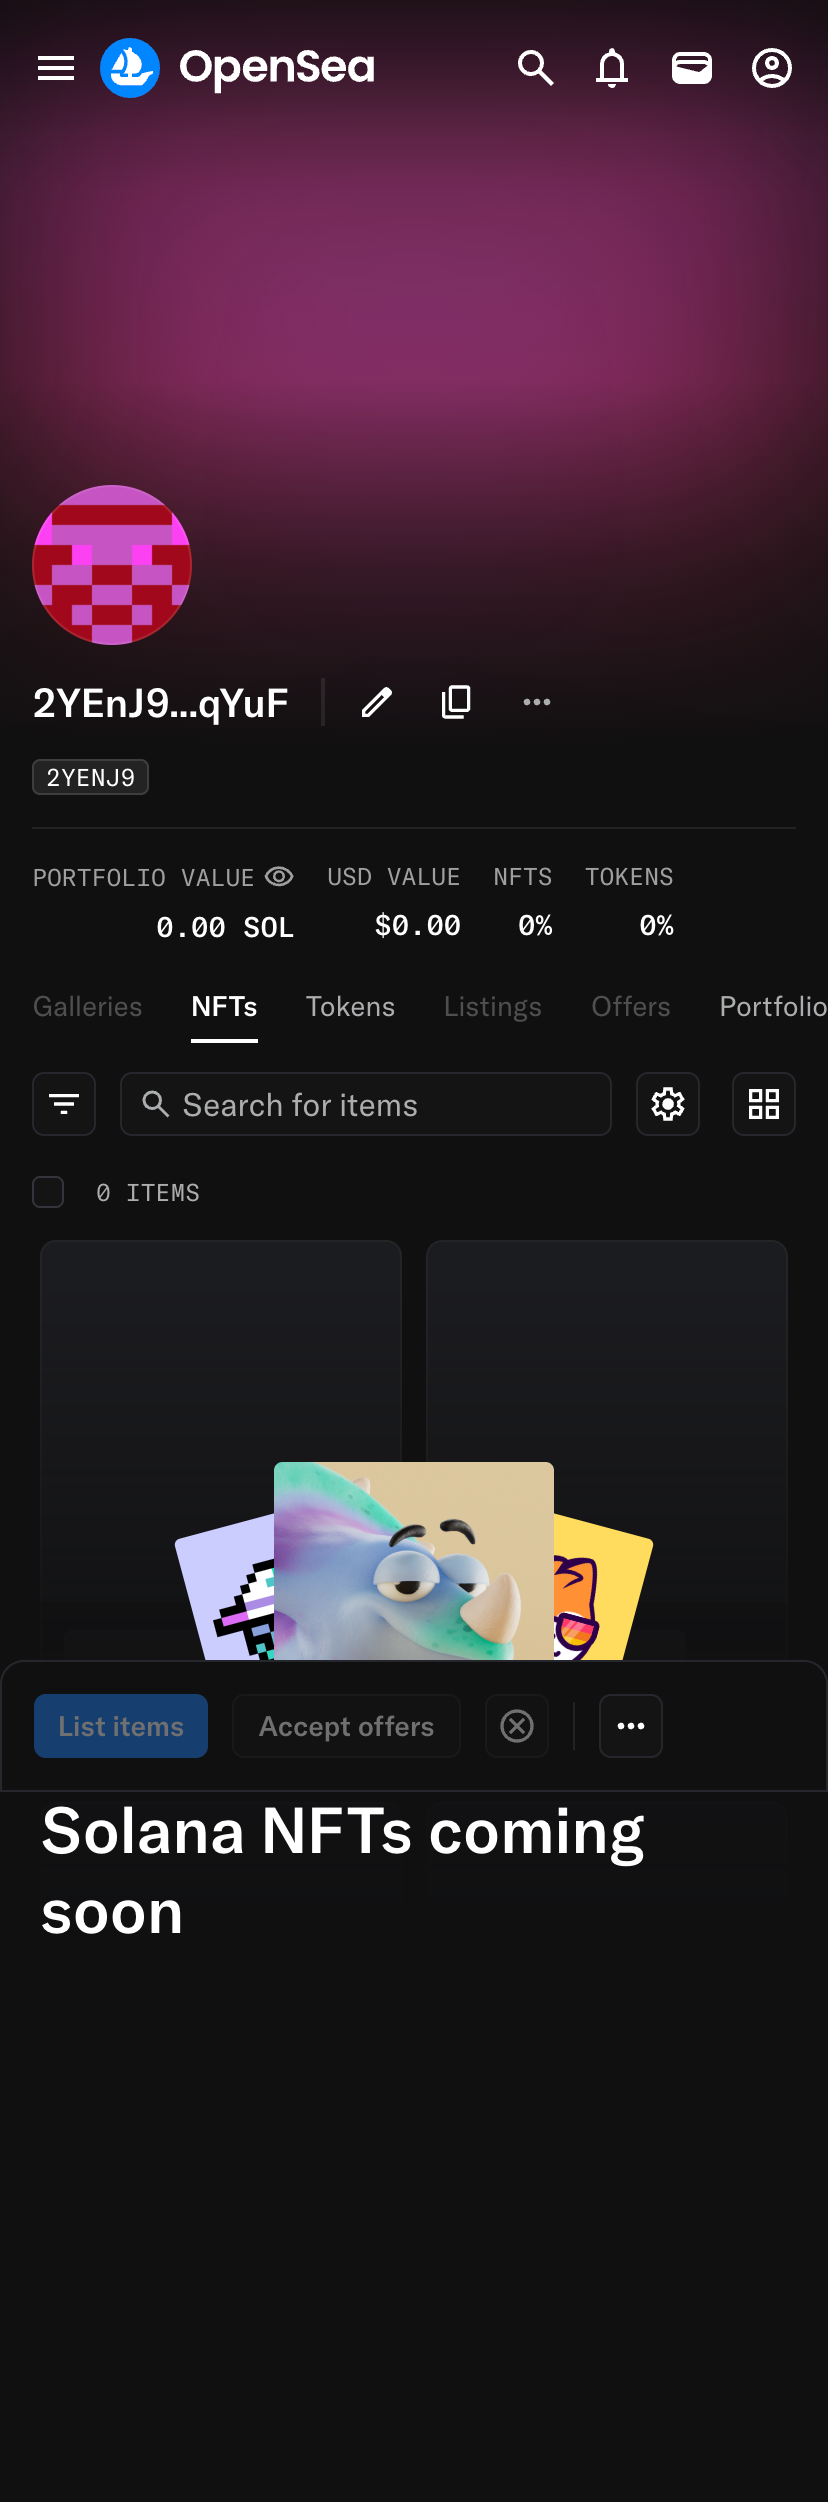 OpenSea
2YEnJ9...qYuF
2YENJ9
PORTFOLIO VALUE USD VALUE NFTS TOKENS
0.00 SOL $0.00 0% 0%
Galleries NFTs Tokens Listings Offers Portfolio
Search for items
0 ITEMS
List items Accept offers
Solana NFTs coming
soon